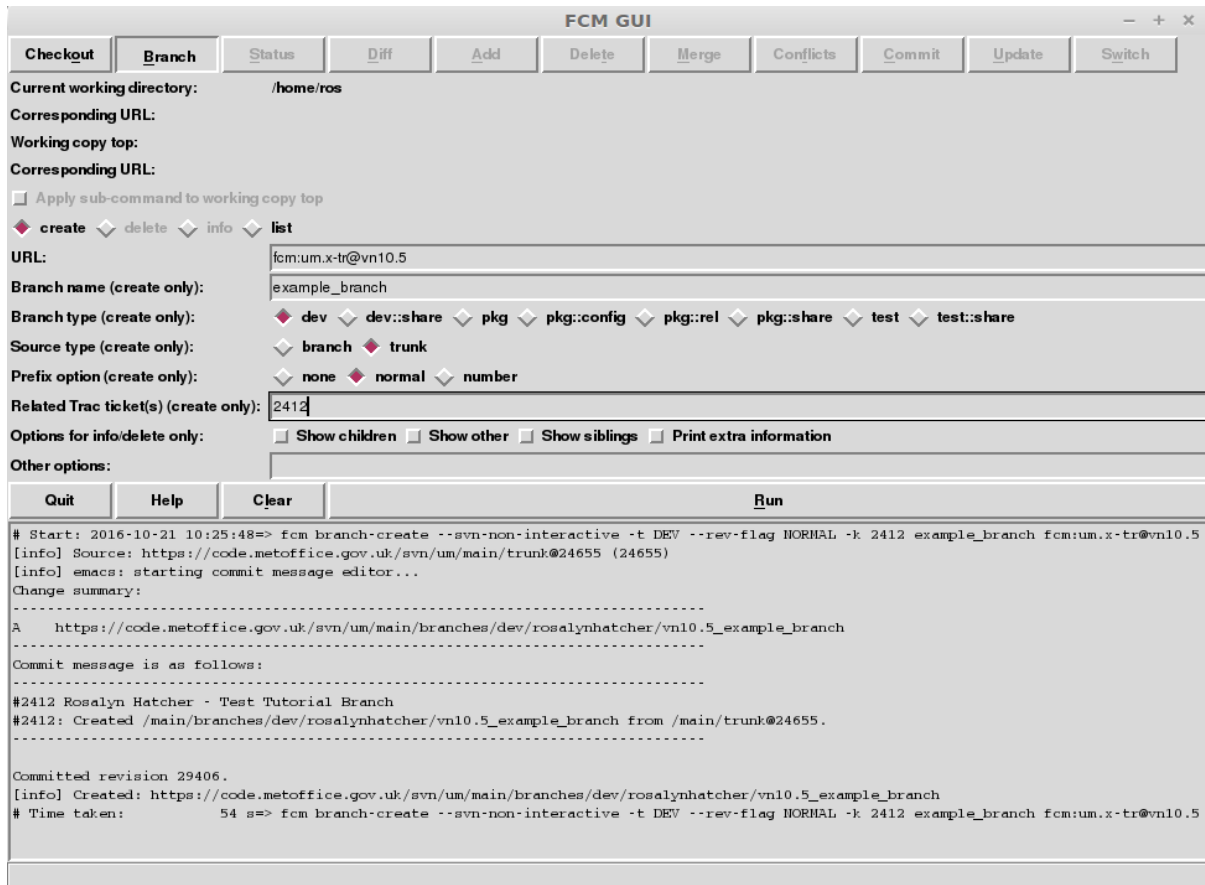 FCM GUI
Checkout Branch Status Diff Add Delete Merge Conflicts Commit Update Switch
Current working directory: /home/ros
Corresponding URL:
Working copy top:
Corresponding URL:
Apply sub-command to working copy top
create delete info list
URL: fcm:um.x-tr@vn10.5
Branch name (create only): example_branch
Branch type (create only): dev dev::share pkg pkg::config pkg::rel pkg::share test test::share
Source type (create only): branch trunk
Prefix option (create only): none normal number
Related Trac ticket(s) (create only): 2412
Options for info/delete only: Show children Show other Show siblings Print extra information
Other options:
Quit Help Clear Run
# Start: 2016-10-21 10:25:48=> fcm branch-create --svn-non-interactive -t DEV --rev-flag NORMAL -k 2412 example_branch fcm:um.x-tr@vn10.5
[info] Source: https://code.metoffice.gov.uk/svn/um/main/trunk@24655 (24655)
[info] emacs: starting commit message editor...
Change summary:
--------------------------------------------------------------------------------
A    https://code.metoffice.gov.uk/svn/um/main/branches/dev/rosalynhatcher/vn10.5_example_branch
--------------------------------------------------------------------------------
Commit message is as follows:
--------------------------------------------------------------------------------
#2412 Rosalyn Hatcher - Test Tutorial Branch
#2412: Created /main/branches/dev/rosalynhatcher/vn10.5_example_branch from /main/trunk@24655.
--------------------------------------------------------------------------------
Committed revision 29406.
[info] Created: https://code.metoffice.gov.uk/svn/um/main/branches/dev/rosalynhatcher/vn10.5_example_branch
# Time taken:          54 s=> fcm branch-create --svn-non-interactive -t DEV --rev-flag NORMAL -k 2412 example_branch fcm:um.x-tr@vn10.5